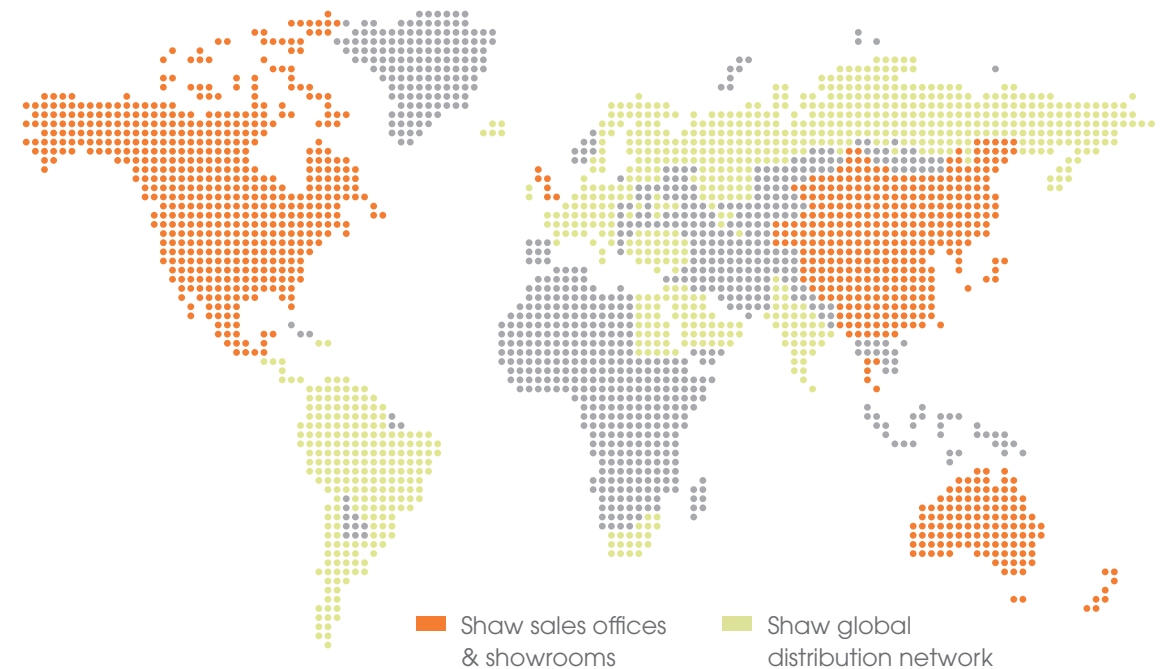 Shaw sales offices
& showrooms
Shaw global
distribution network